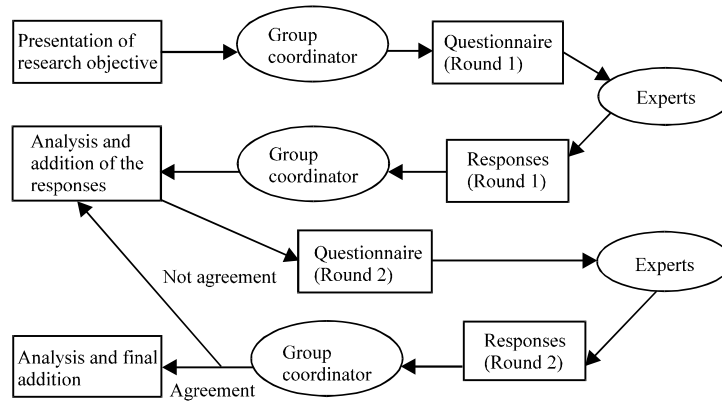 Presentation of
research objective
Group
coordinator
Questionnaire
(Round 1)
Experts
Analysis and
addition of the
responses
Group
coordinator
Responses
(Round 1)
Not agreement
Questionnaire
(Round 2)
Experts
Analysis and final
addition
Agreement
Group
coordinator
Responses
(Round 2)